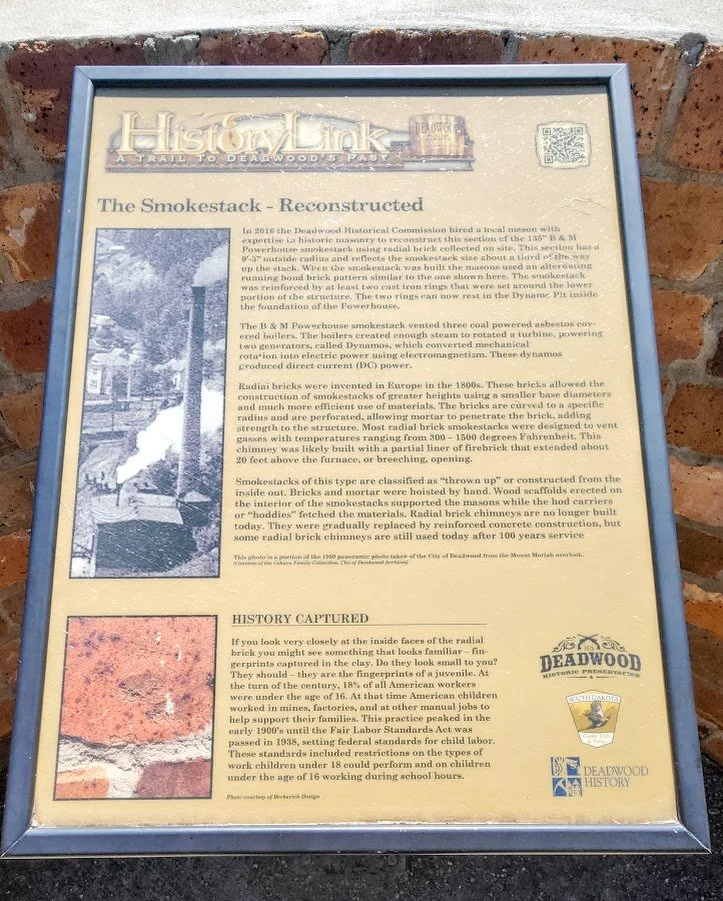 HistoryLink
A TRAIL TO DEADWOOD'S PAST
DEADWOOD
The Smokestack - Reconstructed
In 2016 the Deadwood Historical Commission hired a local mason with
expertise in historic masonry to reconstruct this section of the 135" B & M
Powerhouse smokestack using radial brick collected on site. This section has a
9'-3" outside radius and reflects the smokestack size about a third of the way
up the stack. When the smokestack was built the masons used an alternating
running bond brick pattern similar to the one shown here. The smokestack
was reinforced by at least two cast iron rings that were set around the lower
portion of the structure. The two rings can now rest in the Dynamo Pit inside
the foundation of the Powerhouse.
The B & M Powerhouse smokestack vented three coal powered asbestos cov-
ered boilers. The boilers created enough steam to rotated a turbine, powering
two generators, called Dynamos, which converted mechanical
rotation into electric power using electromagnetism. These dynamos
produced direct current (DC) power.
Radial bricks were invented in Europe in the 1800s. These bricks allowed the
construction of smokestacks of greater heights using a smaller base diameters
and much more efficient use of materials. The bricks are curved to a specific
radius and are perforated, allowing mortar to penetrate the brick, adding
strength to the structure. Most radial brick smokestacks were designed to vent
gasses with temperatures ranging from 300 – 1500 degrees Fahrenheit. This
chimney was likely built with a partial liner of firebrick that extended about
20 feet above the furnace, or breeching, opening.
Smokestacks of this type are classified as "thrown up" or constructed from the
inside out. Bricks and mortar were hoisted by hand. Wood scaffolds erected on
the interior of the smokestacks supported the masons while the hod carriers
or "hoddies" fetched the materials. Radial brick chimneys are no longer built
today. They were gradually replaced by reinforced concrete construction, but
some radial brick chimneys are still used today after 100 years service
This photo is a portion of the 1909 panoramic photo taken of the City of Deadwood from the Mount Moriah overlook.
(Courtesy of the Family Collection, City of Deadwood Archives)
HISTORY CAPTURED
If you look very closely at the inside faces of the radial
brick you might see something that looks familiar – fin-
gerprints captured in the clay. Do they look small to you?
They should – they are the fingerprints of a juvenile. At
the turn of the century, 18% of all American workers
were under the age of 16. At that time American children
worked in mines, factories, and at other manual jobs to
help support their families. This practice peaked in the
early 1900's until the Fair Labor Standards Act was
passed in 1938, setting federal standards for child labor.
These standards included restrictions on the types of
work children under 18 could perform and on children
under the age of 16 working during school hours.
Photo courtesy of Berberich Design
DEADWOOD
HISTORIC PRESERVATION
SOUTH DAKOTA
Game, Fish
& Parks
DEADWOOD
HISTORY